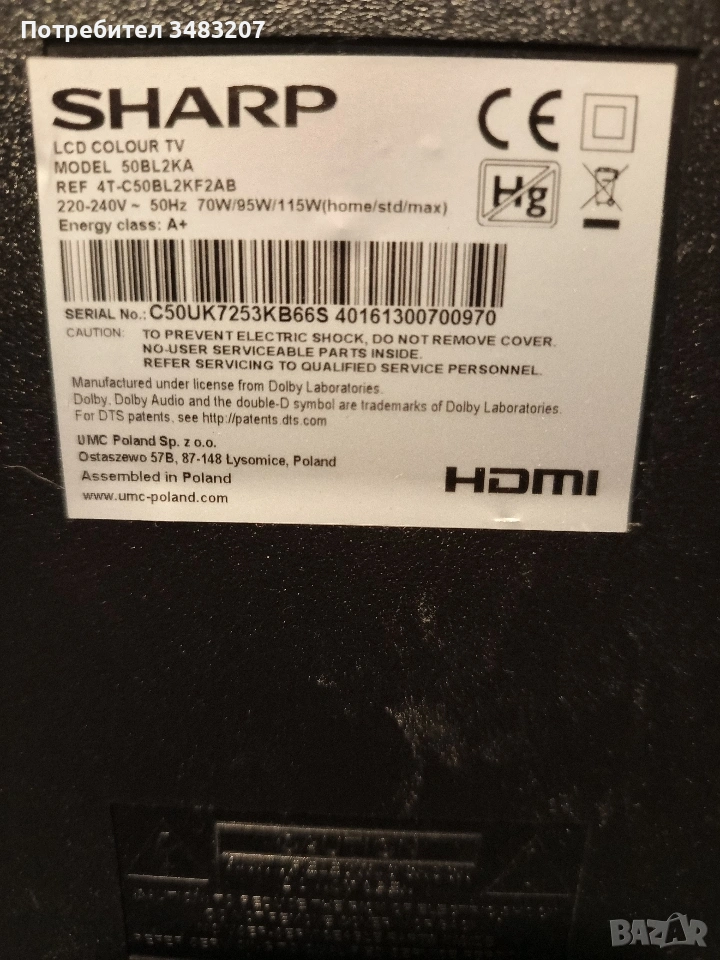 Потребител 3483207
SHARP
LCD COLOUR TV
MODEL 50BL2KA
REF 4T-C50BL2KF2AB
220-240V ~ 50Hz 70W/95W/115W(home/std/max)
Energy class: A+
CE
Hg
SERIAL No.: C50UK7253KB66S 40161300700970
CAUTION: TO PREVENT ELECTRIC SHOCK, DO NOT REMOVE COVER.
NO-USER SERVICEABLE PARTS INSIDE.
REFER SERVICING TO QUALIFIED SERVICE PERSONNEL.
Manufactured under license from Dolby Laboratories.
Dolby, Dolby Audio and the double-D symbol are trademarks of Dolby Laboratories.
For DTS patents, see http://patents.dts.com
UMC Poland Sp. z o.o.
Ostaszewo 57B, 87-148 Łysomice, Poland
Assembled in Poland
www.umc-poland.com
HDMI
CAUTION
BAZAR